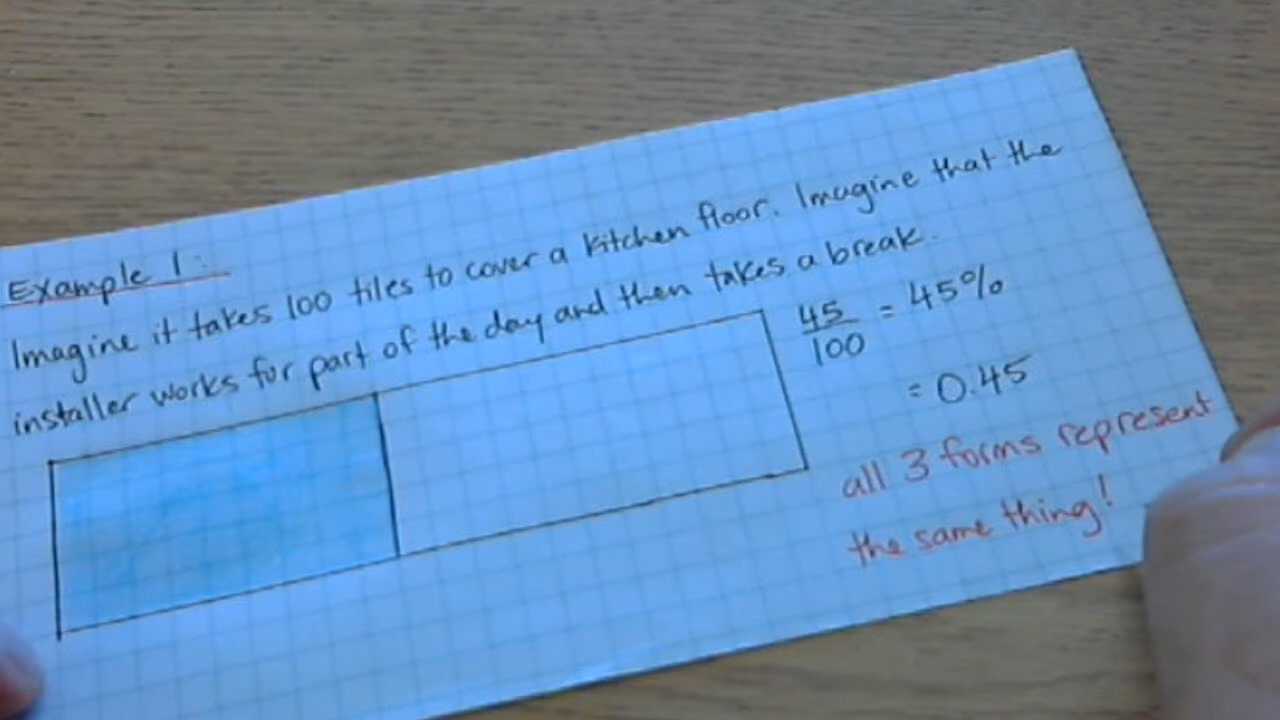 Example 1:
Imagine it takes 100 tiles to cover a kitchen floor. Imagine that the
installer works for part of the day and then takes a break.
45/100 = 45%
= 0.45
all 3 forms represent
the same thing!